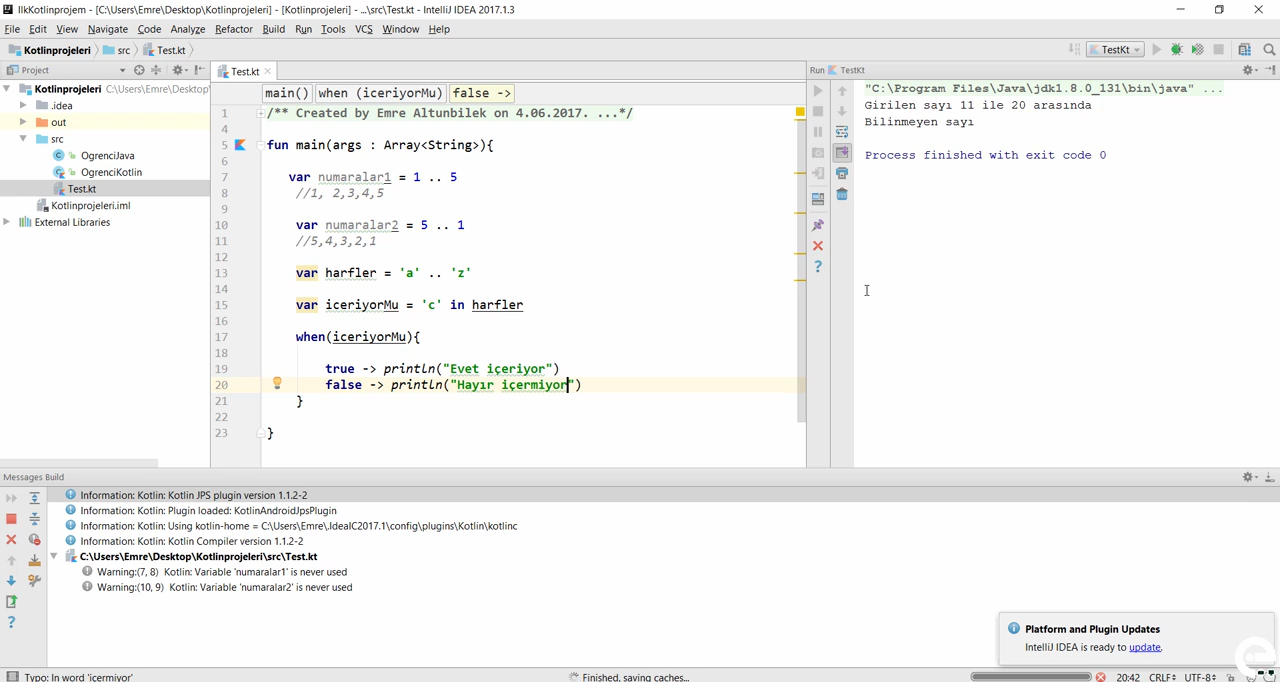 IlkKotlinprojem - [C:\Users\Emre\Desktop\Kotlinprojeleri] - [Kotlinprojeleri] - ...\src\Test.kt - IntelliJ IDEA 2017.1.3
File Edit View Navigate Code Analyze Refactor Build Run Tools VCS Window Help
Kotlinprojeleri src Test.kt TestKt
Project
Test.kt
Run TestKt
Kotlinprojeleri C:\Users\Emre\Desktop\
.idea
out
src
OgrenciJava
OgrenciKotlin
Test.kt
Kotlinprojeleri.iml
External Libraries
main() when (iceriyorMu) false ->
1 /** Created by Emre Altunbilek on 4.06.2017. ...*/
4
5 fun main(args : Array<String>){
6
7 var numaralar1 = 1 .. 5
8 //1, 2,3,4,5
9
10 var numaralar2 = 5 .. 1
11 //5,4,3,2,1
12
13 var harfler = 'a' .. 'z'
14
15 var iceriyorMu = 'c' in harfler
16
17 when(iceriyorMu){
18
19 true -> println("Evet içeriyor")
20 false -> println("Hayır içermiyor")
21 }
22
23 }
"C:\Program Files\Java\jdk1.8.0_131\bin\java" ...
Girilen sayı 11 ile 20 arasında
Bilinmeyen sayı
Process finished with exit code 0
Messages Build
Information: Kotlin: Kotlin JPS plugin version 1.1.2-2
Information: Kotlin: Plugin loaded: KotlinAndroidJpsPlugin
Information: Kotlin: Using kotlin-home = C:\Users\Emre\.IdeaIC2017.1\config\plugins\Kotlin\kotlinc
Information: Kotlin: Kotlin Compiler version 1.1.2-2
C:\Users\Emre\Desktop\Kotlinprojeleri\src\Test.kt
Warning:(7, 8) Kotlin: Variable 'numaralar1' is never used
Warning:(10, 9) Kotlin: Variable 'numaralar2' is never used
Platform and Plugin Updates
IntelliJ IDEA is ready to update.
Typo: In word 'içermiyor' Finished, saving caches... 20:42 CRLF UTF-8